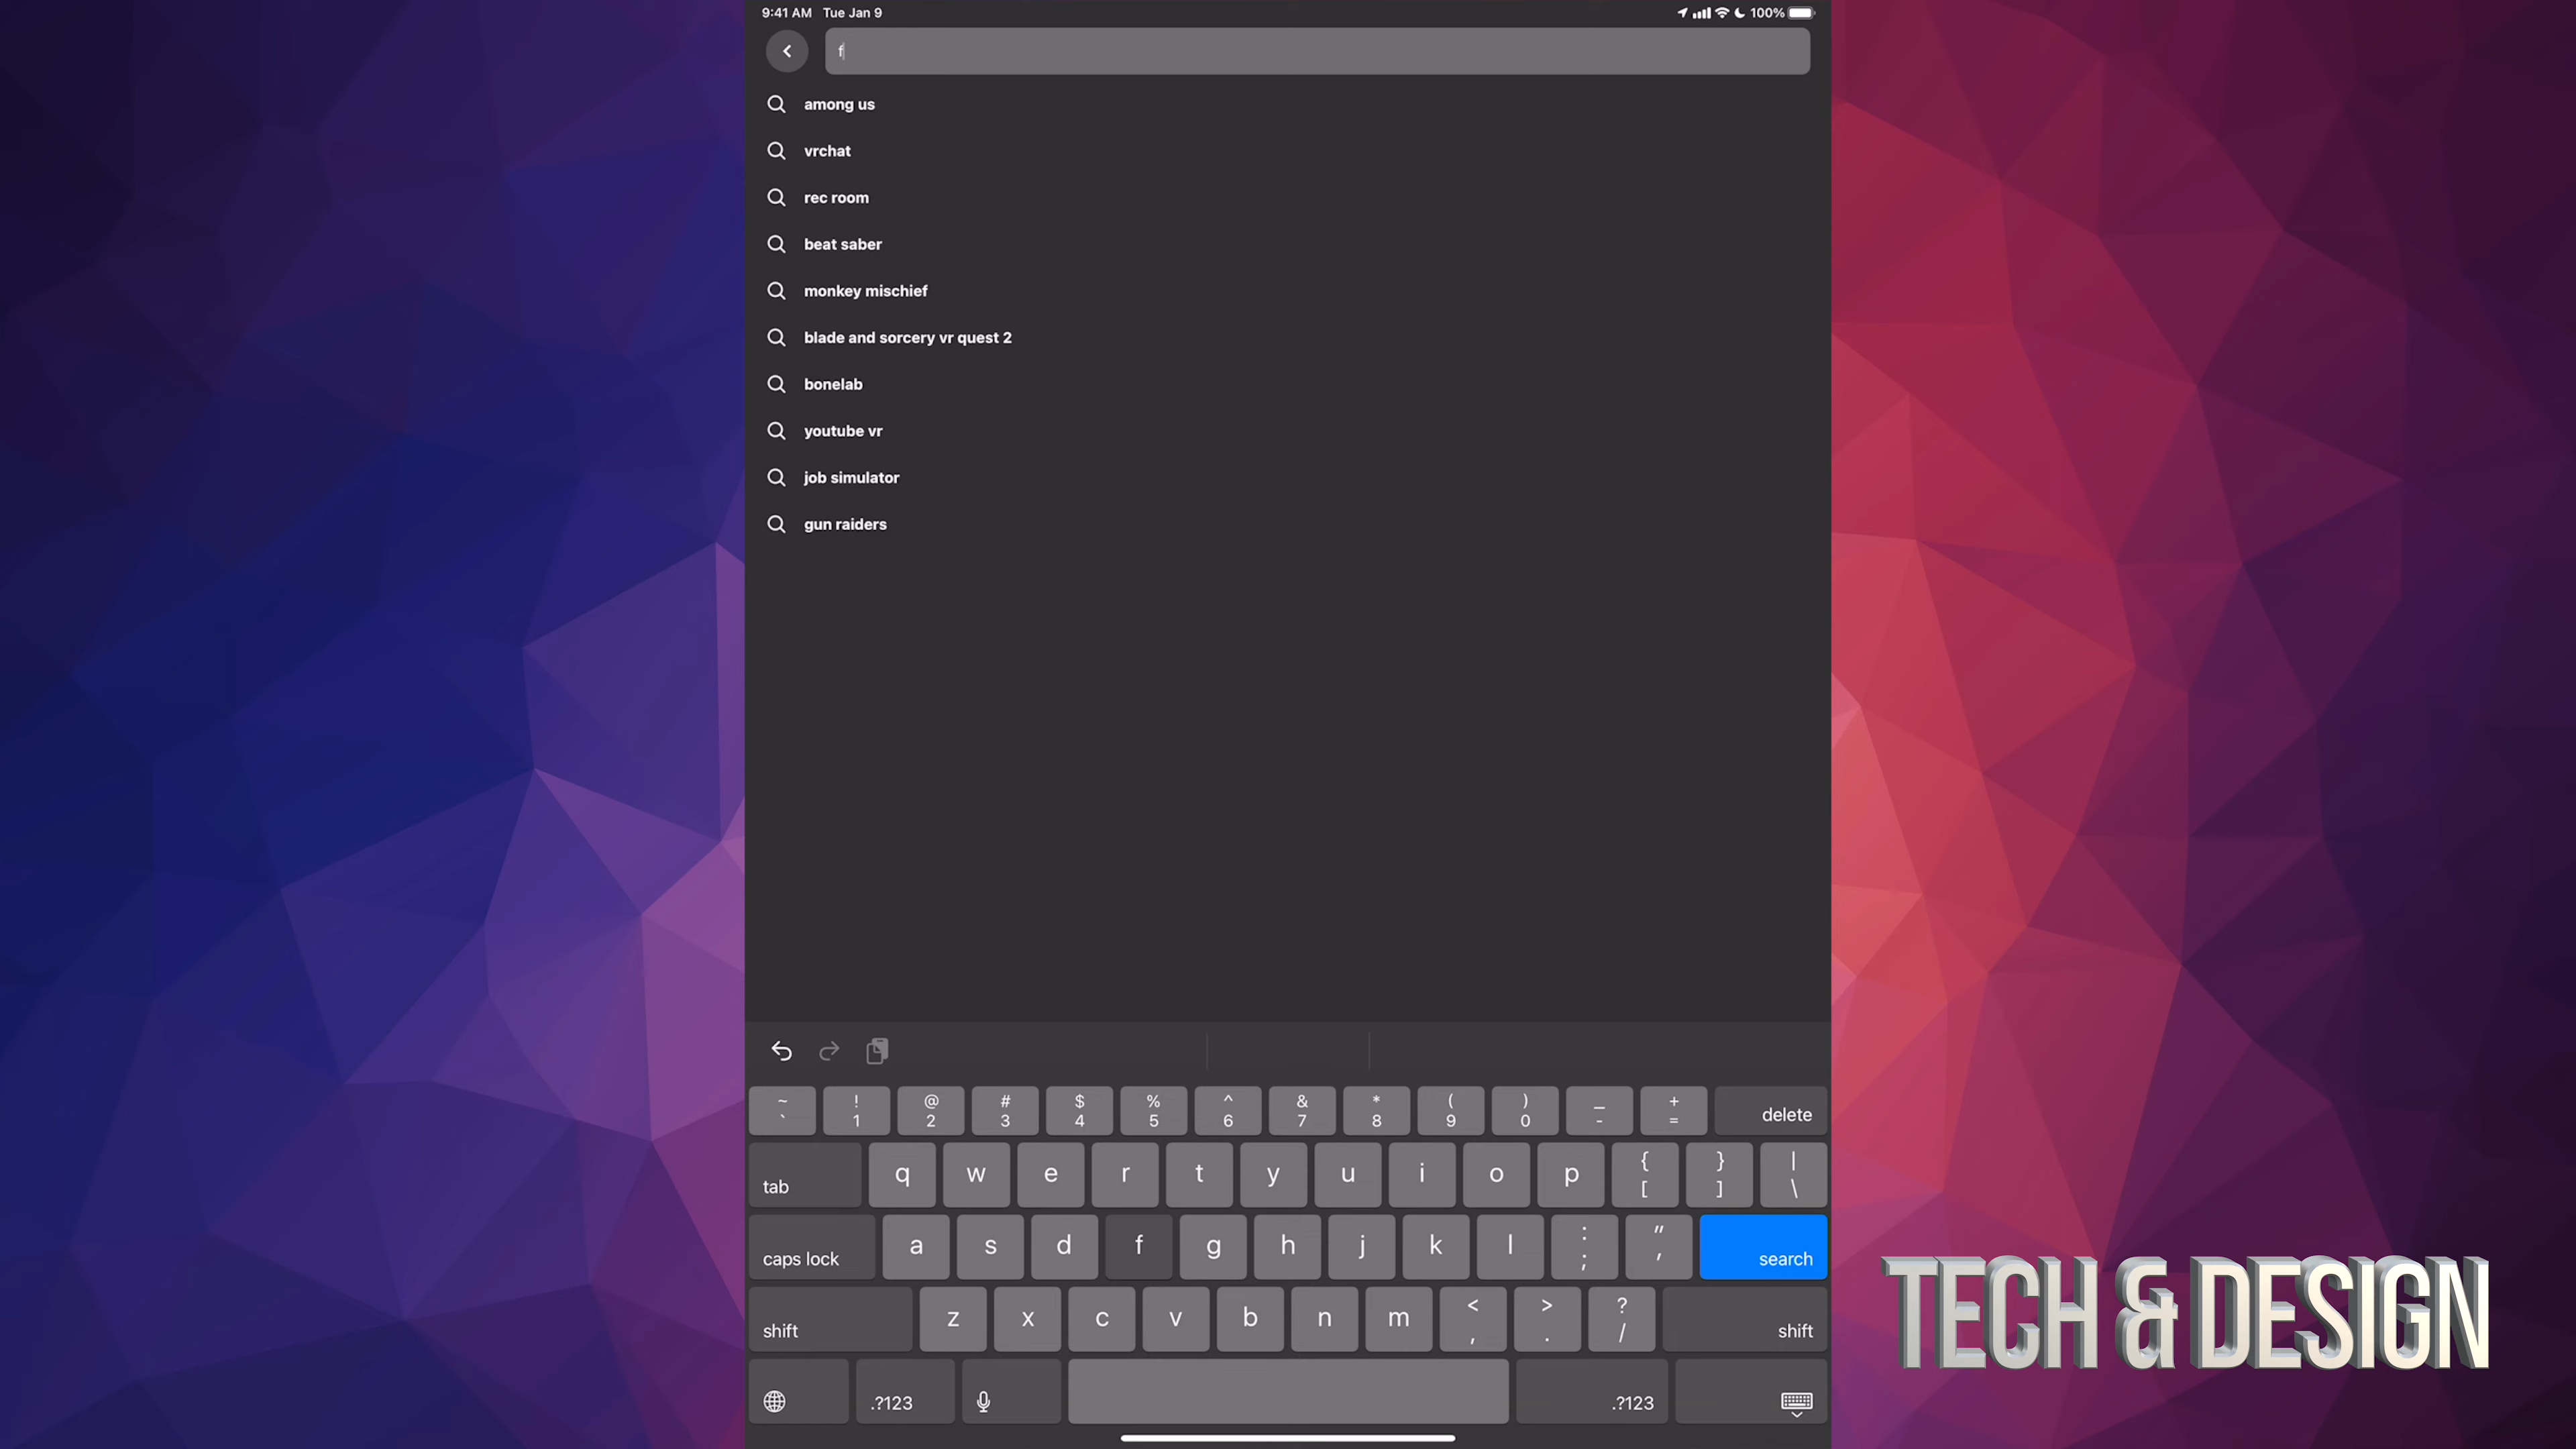 9:41 AM Tue Jan 9 100%
f
among us
vrchat
rec room
beat saber
monkey mischief
blade and sorcery vr quest 2
bonelab
youtube vr
job simulator
gun raiders
~ ! @ # $ % ^ & * ( ) _ +
` 1 2 3 4 5 6 7 8 9 0 - = delete
tab q w e r t y u i o p { [ } ] | \
caps lock a s d f g h j k l : ; " ' search
shift z x c v b n m < , > . ? / shift
.?123 .?123
TECH & DESIGN